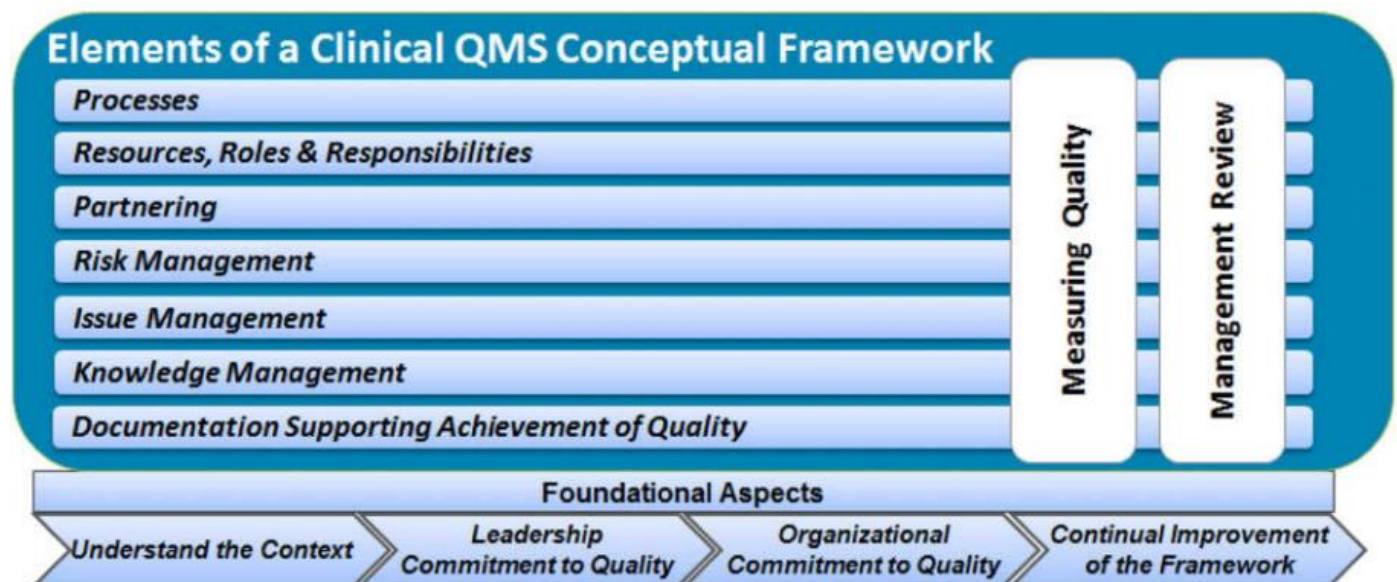 Elements of a Clinical QMS Conceptual Framework
Processes
Resources, Roles & Responsibilities
Partnering
Risk Management
Issue Management
Knowledge Management
Documentation Supporting Achievement of Quality
Measuring Quality
Management Review
Foundational Aspects
Understand the Context
Leadership
Commitment to Quality
Organizational
Commitment to Quality
Continual Improvement
of the Framework